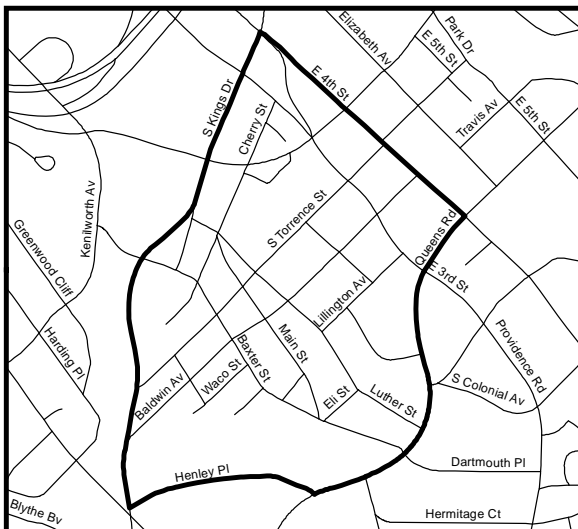 Elizabeth Av
Park Dr
E 5th St
E 4th St
S Kings Dr
Cherry St
Travis Av
E 5th St
S Torrence St
Kenilworth Av
Greenwood Cliff
Queens Rd
E 3rd St
Lillington Av
Harding Pl
Main St
Baxter St
Providence Rd
Waco St
Baldwin Av
S Colonial Av
Eli St
Luther St
Henley Pl
Dartmouth Pl
Blythe Bv
Hermitage Ct